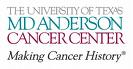 THE UNIVERSITY OF TEXAS
MD ANDERSON
CANCER CENTER
Making Cancer History®